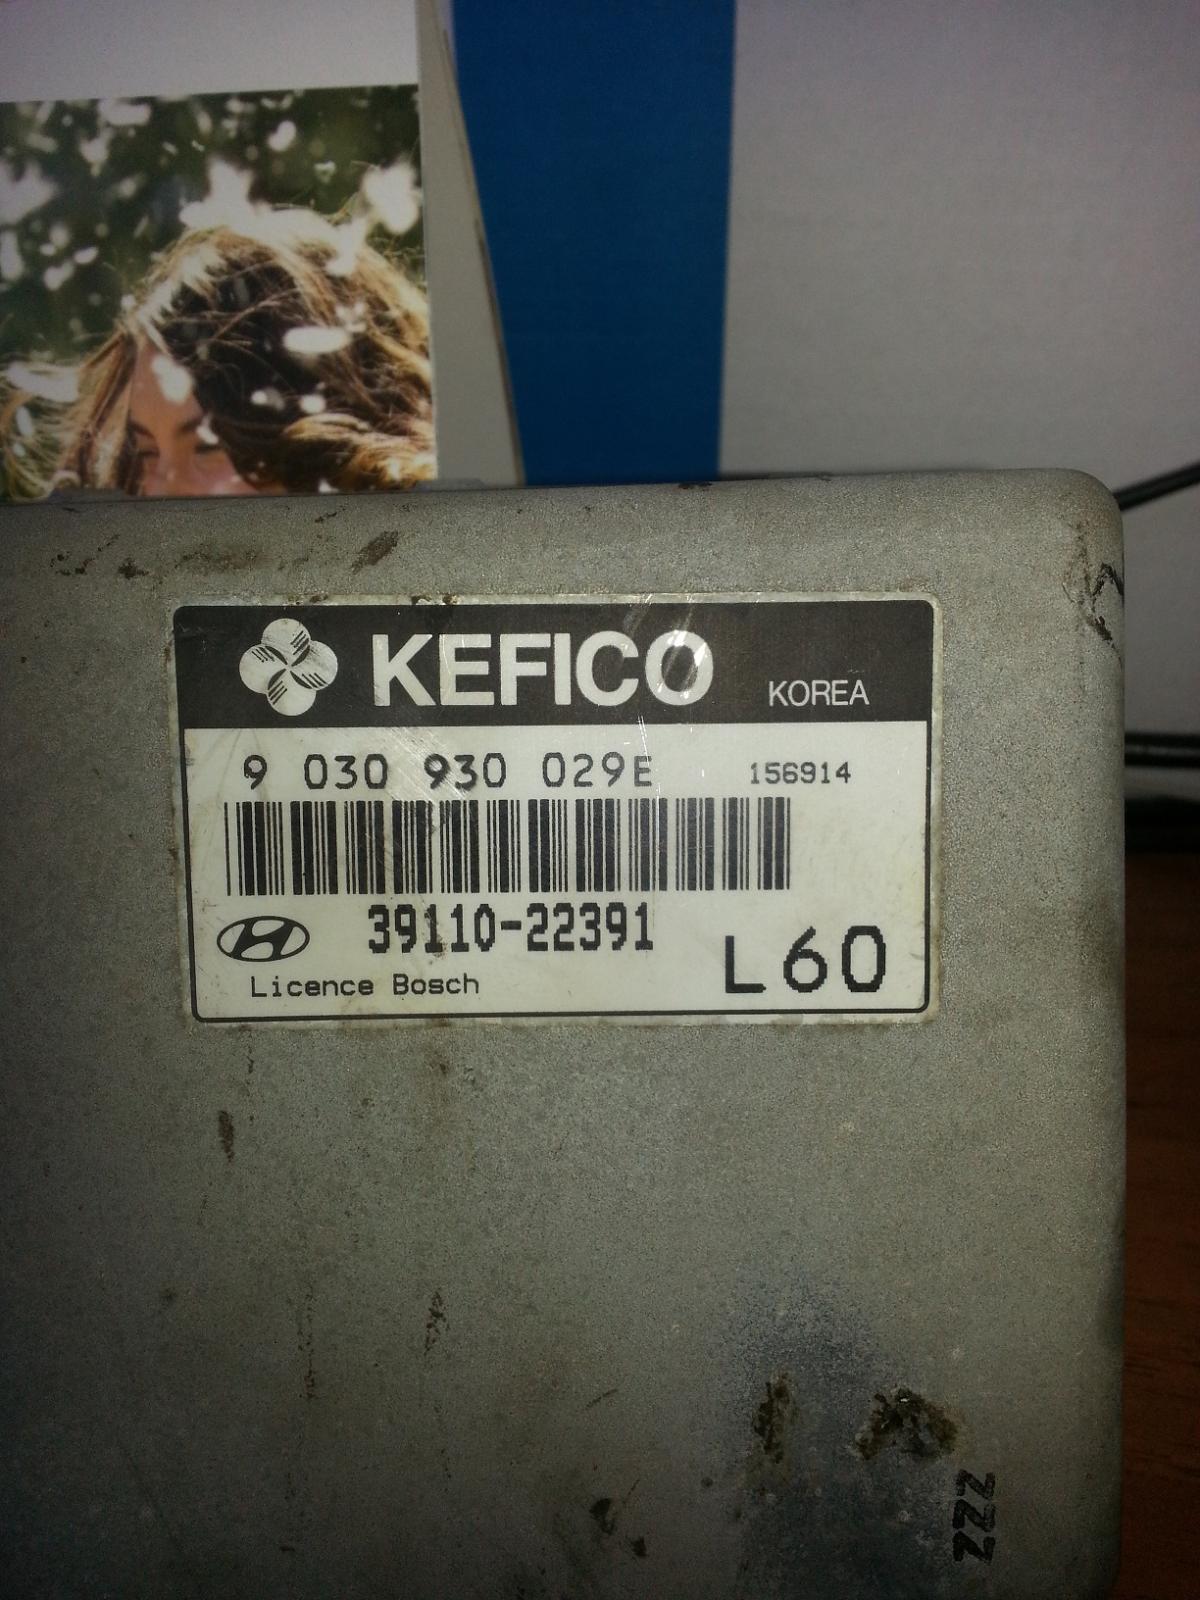 KEFICO KOREA
9 030 930 029E 156914
39110-22391
Licence Bosch L60
ZZZ